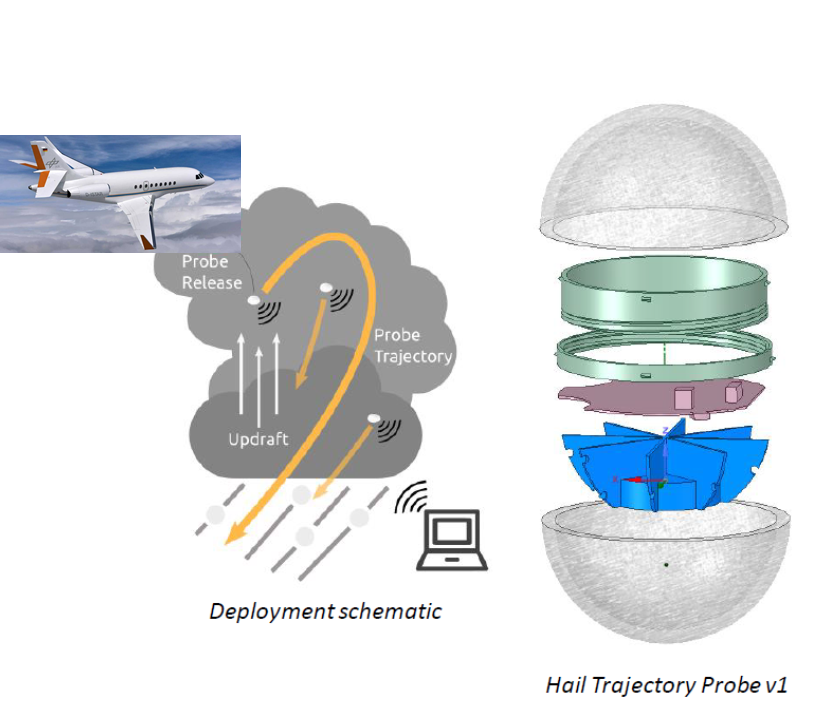 Probe
Release
Probe
Trajectory
Updraft
Deployment schematic
Z
X
Hail Trajectory Probe v1